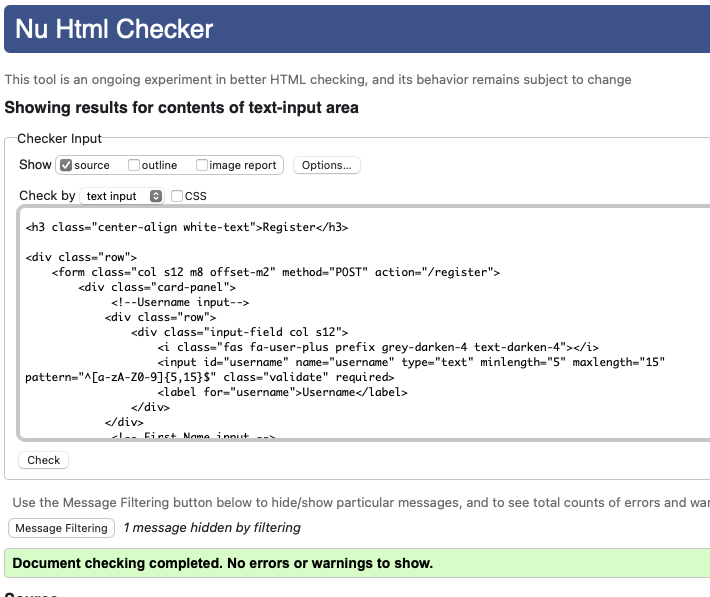 Nu Html Checker
This tool is an ongoing experiment in better HTML checking, and its behavior remains subject to change
Showing results for contents of text-input area
Checker Input
Show source outline image report Options...
Check by text input CSS
<h3 class="center-align white-text">Register</h3>
<div class="row">
<form class="col s12 m8 offset-m2" method="POST" action="/register">
<div class="card-panel">
<!--Username input-->
<div class="row">
<div class="input-field col s12">
<i class="fas fa-user-plus prefix grey-darken-4 text-darken-4"></i>
<input id="username" name="username" type="text" minlength="5" maxlength="15"
pattern="^[a-zA-Z0-9]{5,15}$" class="validate" required>
<label for="username">Username</label>
</div>
</div>
<!-- First Name input -->
Check
Use the Message Filtering button below to hide/show particular messages, and to see total counts of errors and
Message Filtering 1 message hidden by filtering
Document checking completed. No errors or warnings to show.
Source